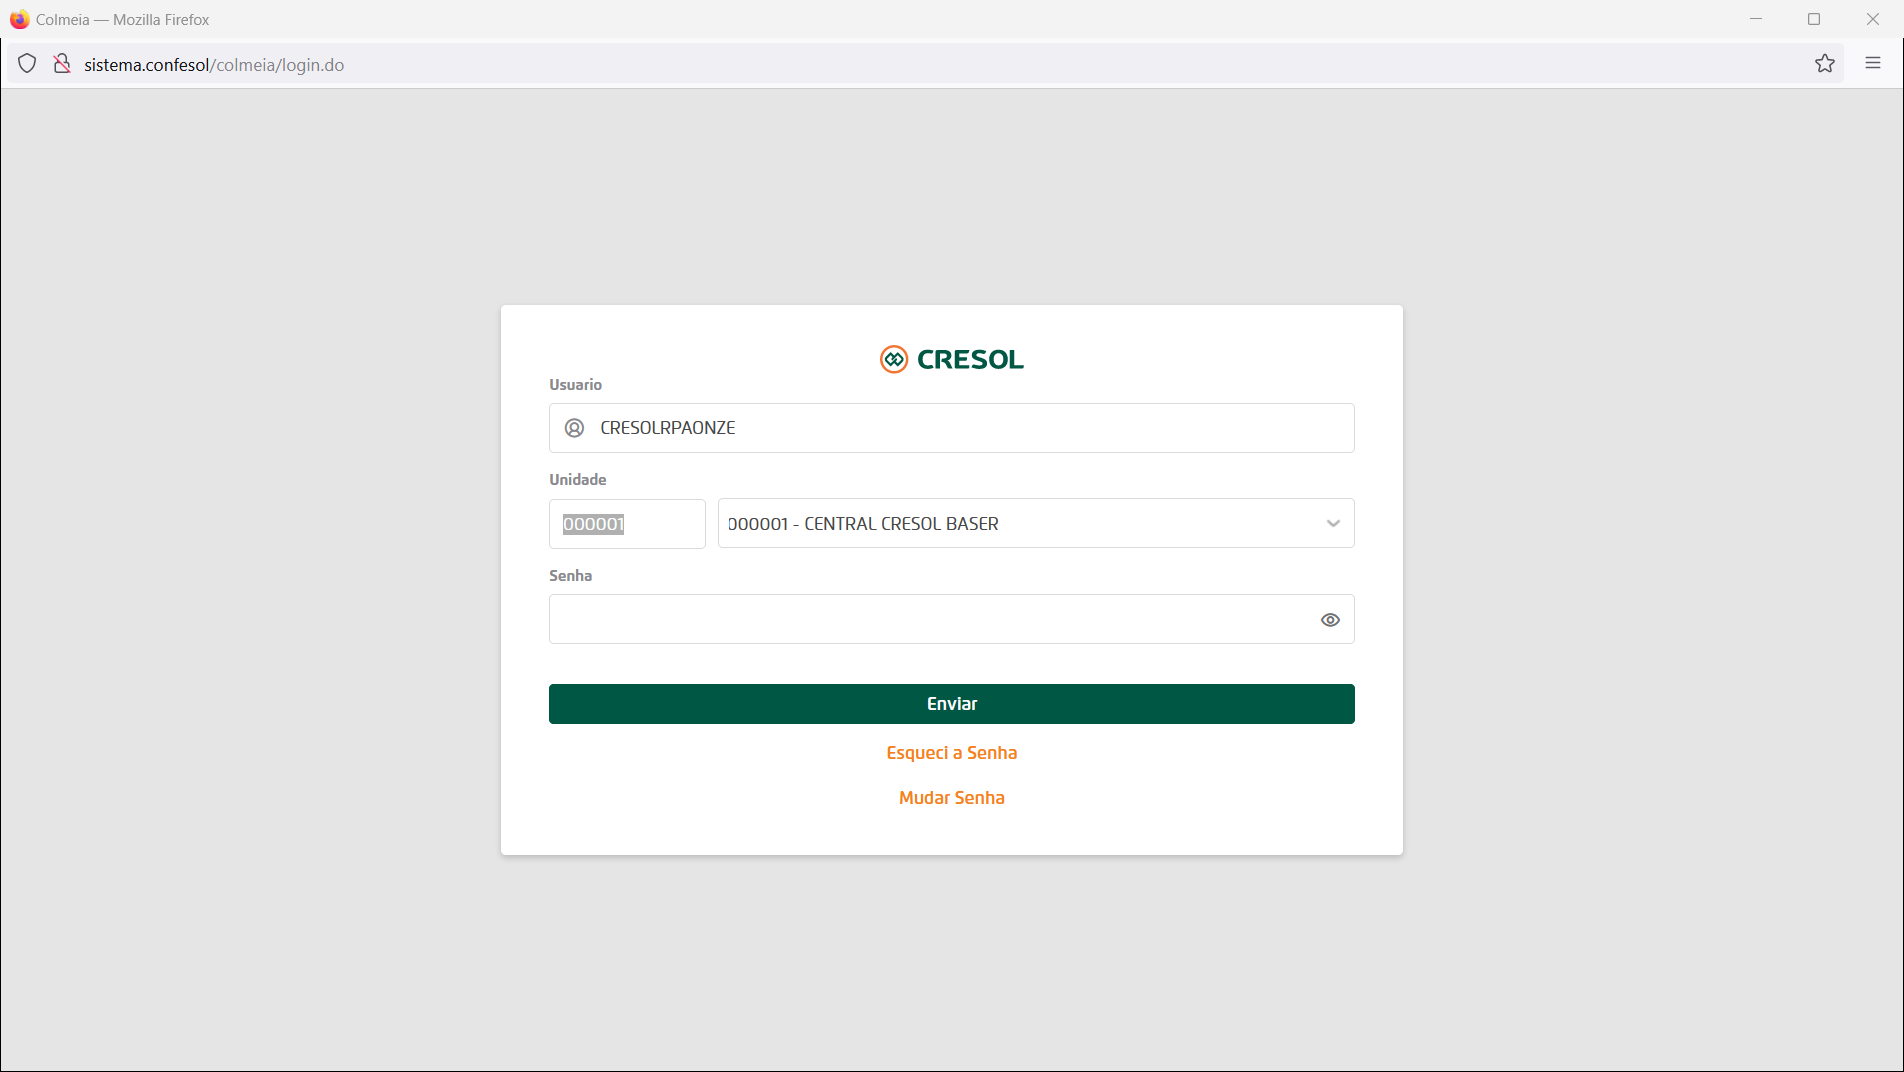 Colmeia — Mozilla Firefox
sistema.confesol/colmeia/login.do
CRESOL
Usuario
CRESOLRPAONZE
Unidade
000001
000001 - CENTRAL CRESOL BASER
Senha
Enviar
Esqueci a Senha
Mudar Senha